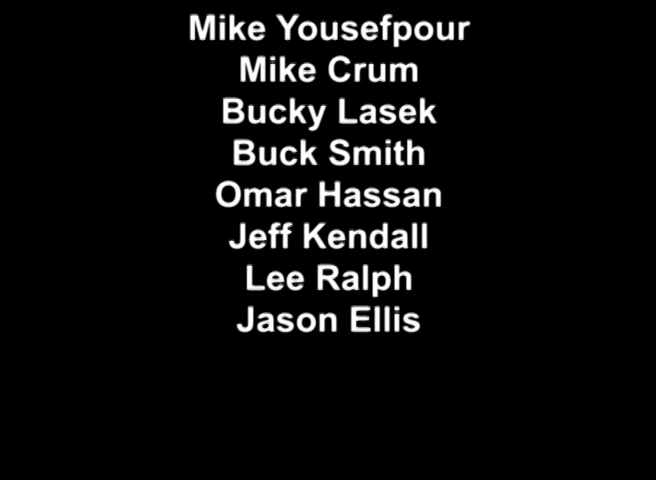 Mike Yousefpour
Mike Crum
Bucky Lasek
Buck Smith
Omar Hassan
Jeff Kendall
Lee Ralph
Jason Ellis